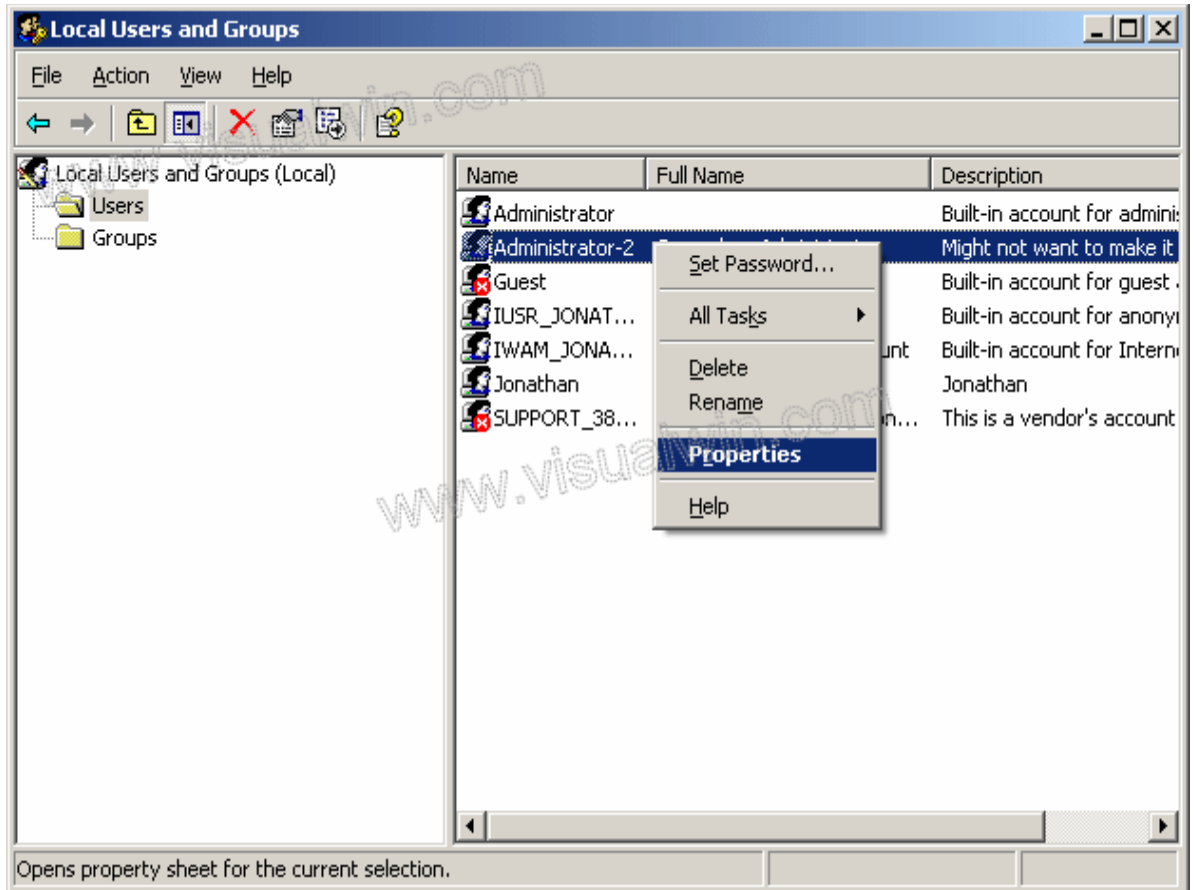 Local Users and Groups
File Action View Help
www.visualwin.com
Local Users and Groups (Local)
Users
Groups
Name Full Name Description
Administrator Built-in account for adminis
Administrator-2 Might not want to make it
Guest Built-in account for guest
IUSR_JONAT... Built-in account for anony
IWAM_JONA... unt Built-in account for Intern
Jonathan Jonathan
SUPPORT_38... n... This is a vendor's account
Set Password...
All Tasks
Delete
Rename
Properties
Help
www.visualwin.com
Opens property sheet for the current selection.